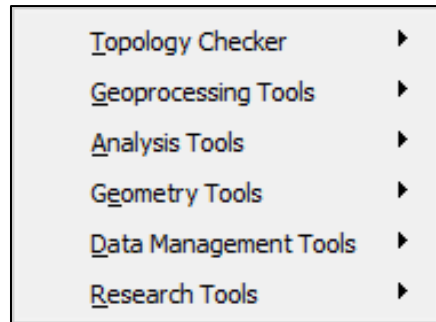 Topology Checker
Geoprocessing Tools
Analysis Tools
Geometry Tools
Data Management Tools
Research Tools